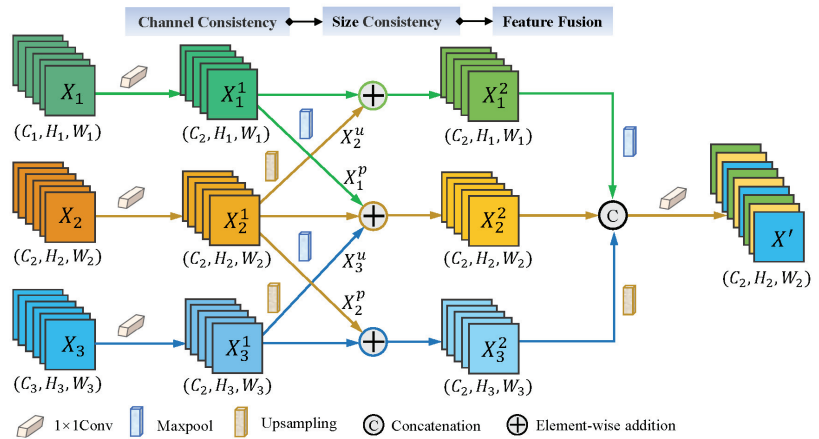 Channel Consistency Size Consistency Feature Fusion
X₁ X₁¹ X₁²
(C₁, H₁, W₁) (C₂, H₁, W₁) (C₂, H₁, W₁)
X₂ᵘ
X₁ᵖ
X₂ X₂¹ X₂² C X′
(C₂, H₂, W₂) (C₂, H₂, W₂) (C₂, H₂, W₂) (C₂, H₂, W₂)
X₃ᵘ
X₂ᵖ
X₃ X₃¹ X₃²
(C₃, H₃, W₃) (C₂, H₃, W₃) (C₂, H₃, W₃)
1×1Conv Maxpool Upsampling C Concatenation Element-wise addition